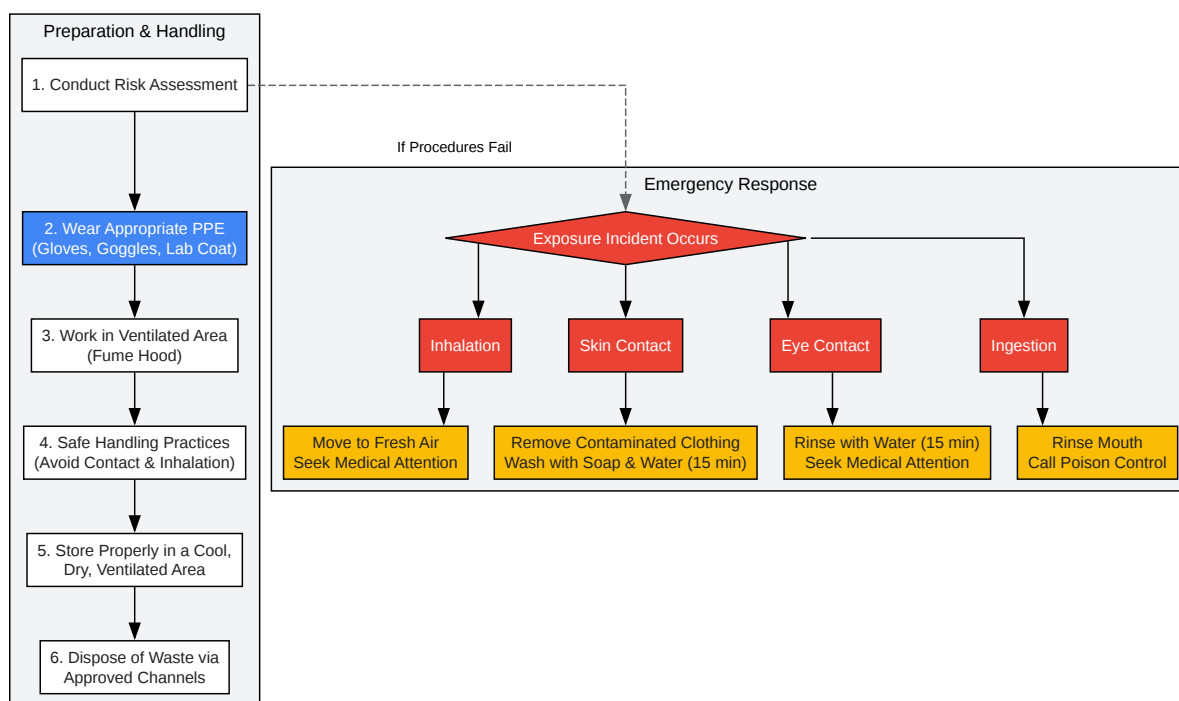 Preparation & Handling
1. Conduct Risk Assessment
If Procedures Fail
Emergency Response
2. Wear Appropriate PPE
(Gloves, Goggles, Lab Coat)
Exposure Incident Occurs
3. Work in Ventilated Area
(Fume Hood)
Inhalation
Skin Contact
Eye Contact
Ingestion
4. Safe Handling Practices
(Avoid Contact & Inhalation)
Move to Fresh Air
Seek Medical Attention
Remove Contaminated Clothing
Wash with Soap & Water (15 min)
Rinse with Water (15 min)
Seek Medical Attention
Rinse Mouth
Call Poison Control
5. Store Properly in a Cool,
Dry, Ventilated Area
6. Dispose of Waste via
Approved Channels